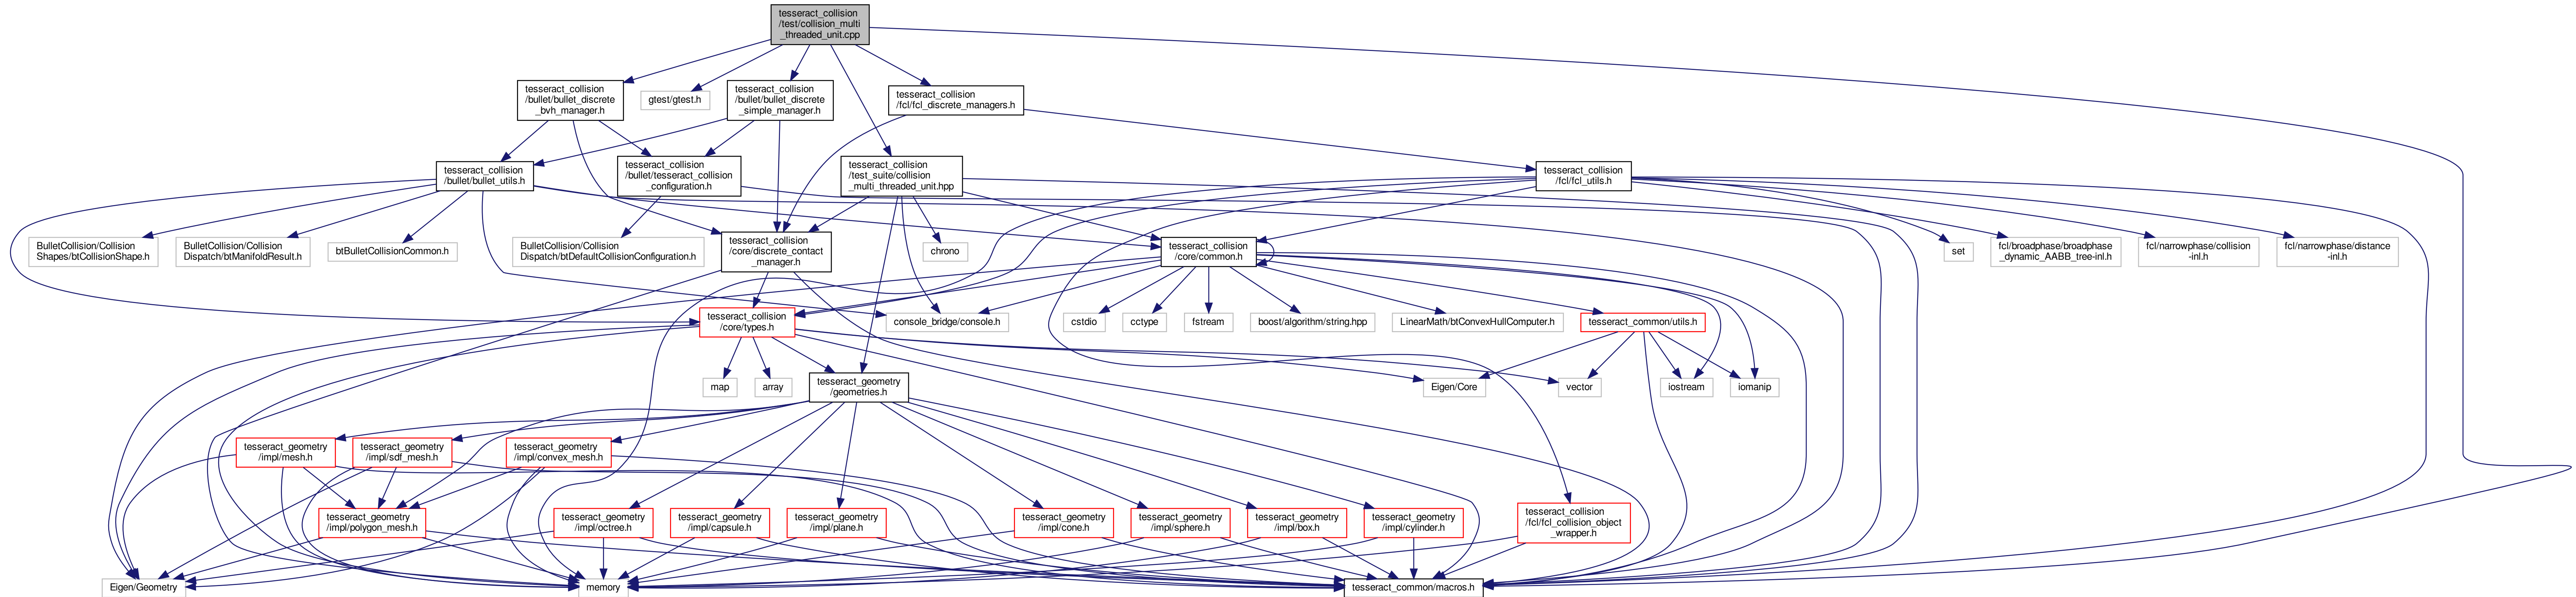 tesseract_collision
/test/collision_multi
_threaded_unit.cpp
tesseract_collision
/bullet/bullet_discrete
_bvh_manager.h
gtest/gtest.h
tesseract_collision
/bullet/bullet_discrete
_simple_manager.h
tesseract_collision
/fcl/fcl_discrete_managers.h
tesseract_collision
/bullet/bullet_utils.h
tesseract_collision
/bullet/tesseract_collision
_configuration.h
tesseract_collision
/test_suite/collision
_multi_threaded_unit.hpp
tesseract_collision
/fcl/fcl_utils.h
BulletCollision/Collision
Shapes/btCollisionShape.h
BulletCollision/Collision
Dispatch/btManifoldResult.h
btBulletCollisionCommon.h
BulletCollision/Collision
Dispatch/btDefaultCollisionConfiguration.h
tesseract_collision
/core/discrete_contact
_manager.h
chrono
tesseract_collision
/core/common.h
set
fcl/broadphase/broadphase
_dynamic_AABB_tree-inl.h
fcl/narrowphase/collision
-inl.h
fcl/narrowphase/distance
-inl.h
tesseract_collision
/core/types.h
console_bridge/console.h
cstdio
cctype
fstream
boost/algorithm/string.hpp
LinearMath/btConvexHullComputer.h
tesseract_common/utils.h
map
array
tesseract_geometry
/geometries.h
Eigen/Core
vector
iostream
iomanip
tesseract_geometry
/impl/mesh.h
tesseract_geometry
/impl/sdf_mesh.h
tesseract_geometry
/impl/convex_mesh.h
tesseract_geometry
/impl/polygon_mesh.h
tesseract_geometry
/impl/octree.h
tesseract_geometry
/impl/capsule.h
tesseract_geometry
/impl/plane.h
tesseract_geometry
/impl/cone.h
tesseract_geometry
/impl/sphere.h
tesseract_geometry
/impl/box.h
tesseract_geometry
/impl/cylinder.h
tesseract_collision
/fcl/fcl_collision_object
_wrapper.h
Eigen/Geometry
memory
tesseract_common/macros.h